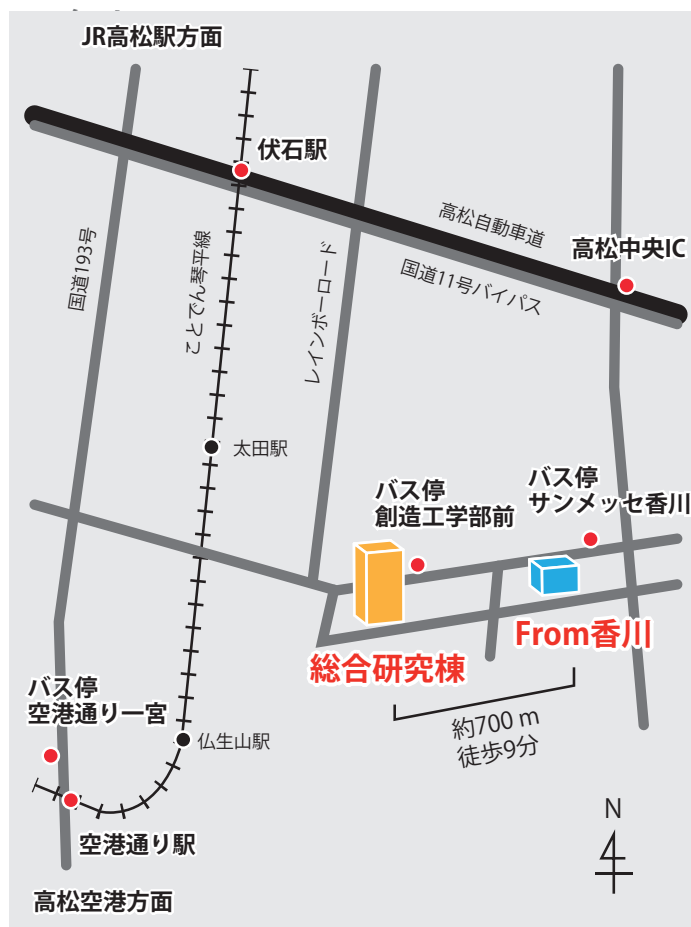 JR高松駅方面
伏石駅
高松自動車道
高松中央IC
国道193号
ことでん琴平線
レインボーロード
国道11号バイパス
太田駅
バス停
創造工学部前
バス停
サンメッセ香川
From香川
総合研究棟
バス停
空港通り一宮
仏生山駅
約700 m
徒歩9分
空港通り駅
高松空港方面
N